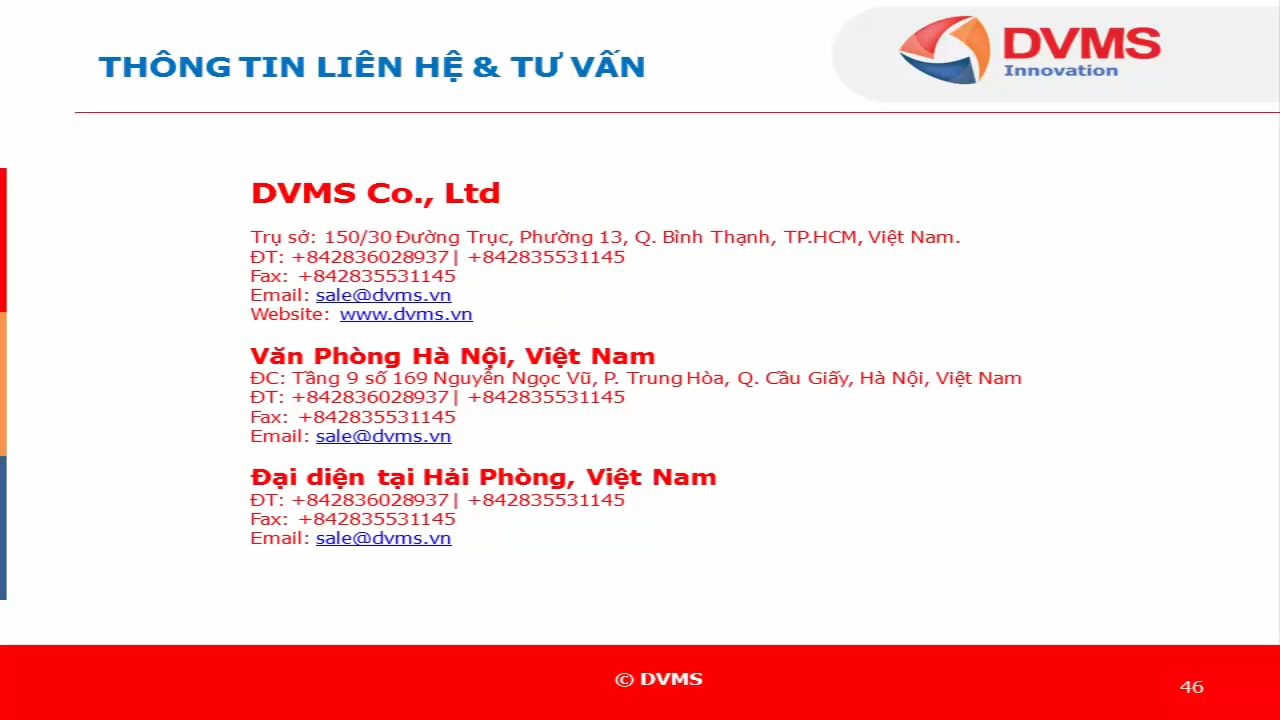 THÔNG TIN LIÊN HỆ & TƯ VẤN
DVMS
Innovation
DVMS Co., Ltd
Trụ sở: 150/30 Đường Trục, Phường 13, Q. Bình Thạnh, TP.HCM, Việt Nam.
ĐT: +842836028937| +842835531145
Fax: +842835531145
Email: sale@dvms.vn
Website: www.dvms.vn
Văn Phòng Hà Nội, Việt Nam
ĐC: Tầng 9 số 169 Nguyễn Ngọc Vũ, P. Trung Hòa, Q. Cầu Giấy, Hà Nội, Việt Nam
ĐT: +842836028937| +842835531145
Fax: +842835531145
Email: sale@dvms.vn
Đại diện tại Hải Phòng, Việt Nam
ĐT: +842836028937| +842835531145
Fax: +842835531145
Email: sale@dvms.vn
© DVMS
46